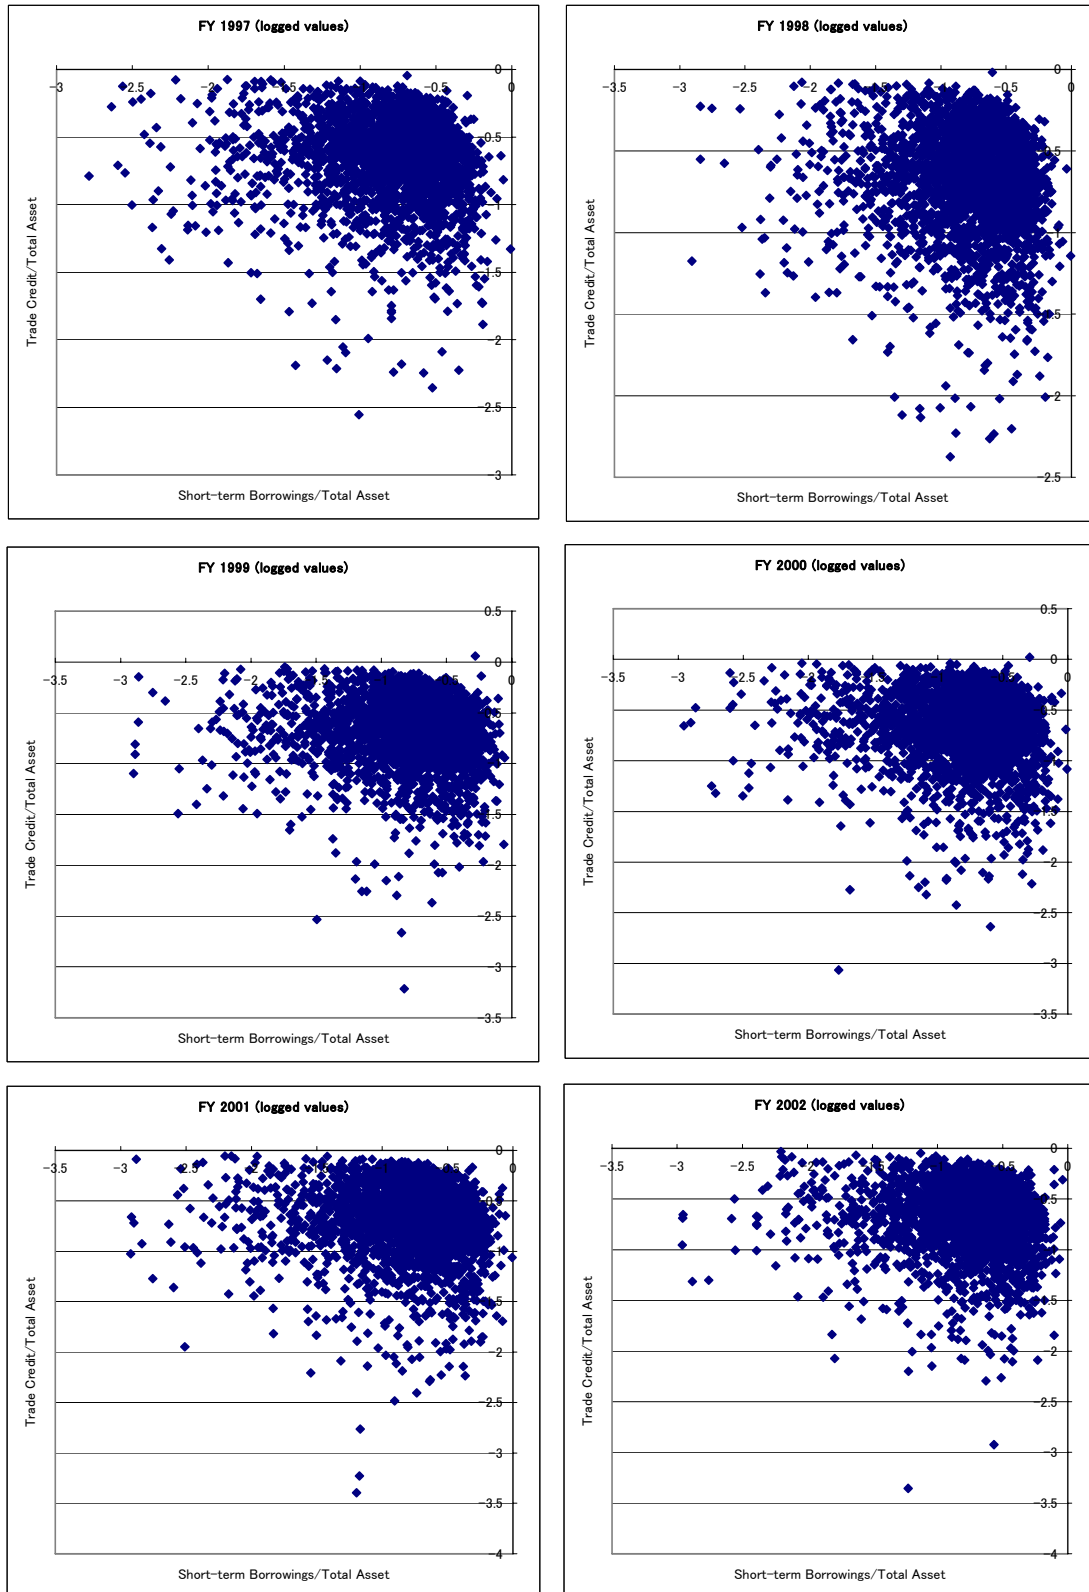 FY 1997 (logged values)
-3 -2.5 -2 -1.5 -1 -0.5 0
0
-0.5
-1
-1.5
-2
-2.5
-3
Trade Credit/Total Asset
Short-term Borrowings/Total Asset
FY 1998 (logged values)
-3.5 -3 -2.5 -2 -1.5 -1 -0.5 0
0
-0.5
-1
-1.5
-2
-2.5
Trade Credit/Total Asset
Short-term Borrowings/Total Asset
FY 1999 (logged values)
0.5
0
-3.5 -3 -2.5 -2 -1.5 -1 -0.5 0
-0.5
-1
-1.5
-2
-2.5
-3
-3.5
Trade Credit/Total Asset
Short-term Borrowings/Total Asset
FY 2000 (logged values)
0.5
0
-3.5 -3 -2.5 -2 -1.5 -1 -0.5 0
-0.5
-1
-1.5
-2
-2.5
-3
-3.5
Trade Credit/Total Asset
Short-term Borrowings/Total Asset
FY 2001 (logged values)
0
-3.5 -3 -2.5 -2 -1.5 -1 -0.5 0
-0.5
-1
-1.5
-2
-2.5
-3
-3.5
-4
Trade Credit/Total Asset
Short-term Borrowings/Total Asset
FY 2002 (logged values)
0
-3.5 -3 -2.5 -2 -1.5 -1 -0.5 0
-0.5
-1
-1.5
-2
-2.5
-3
-3.5
-4
Trade Credit/Total Asset
Short-term Borrowings/Total Asset